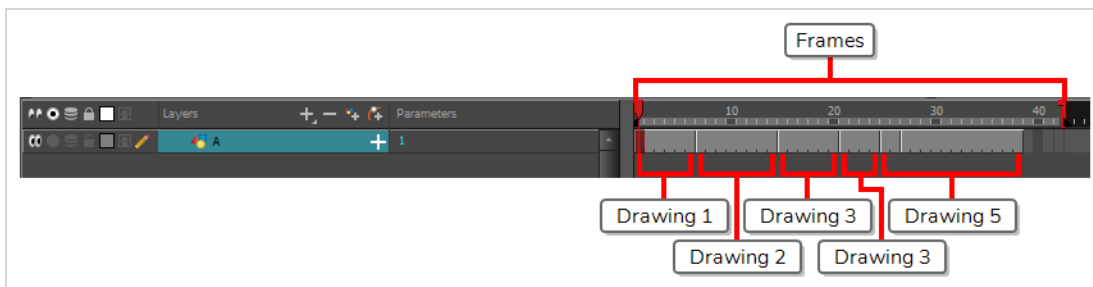 Frames
Layers
Parameters
10
20
30
40
A
1
Drawing 1
Drawing 3
Drawing 5
Drawing 2
Drawing 3